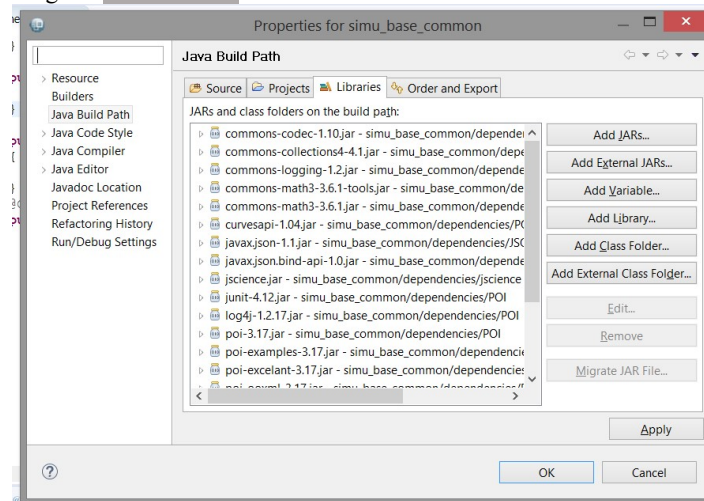 Properties for simu_base_common
Java Build Path
Resource
Builders
Java Build Path
Java Code Style
Java Compiler
Java Editor
Javadoc Location
Project References
Refactoring History
Run/Debug Settings
Source Projects Libraries Order and Export
JARs and class folders on the build path:
commons-codec-1.10.jar - simu_base_common/depende
commons-collections4-4.1.jar - simu_base_common/depe
commons-logging-1.2.jar - simu_base_common/depende
commons-math3-3.6.1-tools.jar - simu_base_common/de
commons-math3-3.6.1.jar - simu_base_common/depende
curvesapi-1.04.jar - simu_base_common/dependencies/PO
javax.json-1.1.jar - simu_base_common/dependencies/JSO
javax.json.bind-api-1.0.jar - simu_base_common/depende
jscience.jar - simu_base_common/dependencies/jscience
junit-4.12.jar - simu_base_common/dependencies/POI
log4j-1.2.17.jar - simu_base_common/dependencies/POI
poi-3.17.jar - simu_base_common/dependencies/POI
poi-examples-3.17.jar - simu_base_common/dependencie
poi-excelant-3.17.jar - simu_base_common/dependencies
Add JARs...
Add External JARs...
Add Variable...
Add Library...
Add Class Folder...
Add External Class Folder...
Edit...
Remove
Migrate JAR File...
Apply
OK
Cancel